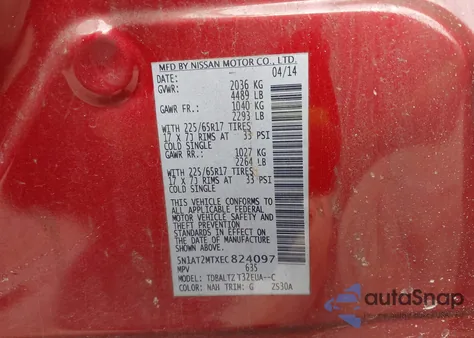 MFD BY NISSAN MOTOR CO., LTD.
DATE: 04/14
GVWR: 2036 KG
4489 LB
GAWR FR.: 1040 KG
2293 LB
WITH 225/65R17 TIRES
17 X 7J RIMS AT 33 PSI
COLD SINGLE
GAWR RR.: 1027 KG
2264 LB
WITH 225/65R17 TIRES
17 X 7J RIMS AT 33 PSI
COLD SINGLE
THIS VEHICLE CONFORMS TO
ALL APPLICABLE FEDERAL
MOTOR VEHICLE SAFETY AND
BUMPER STANDARDS IN EFFECT
ON THE DATE OF MANUFACTURE
SHOWN ABOVE.
5N1AT2MTXEC824097
MPV 635
MODEL: TDBALTZ T32EUA--C
COLOR: NAH TRIM: G 2530A
autoSnap